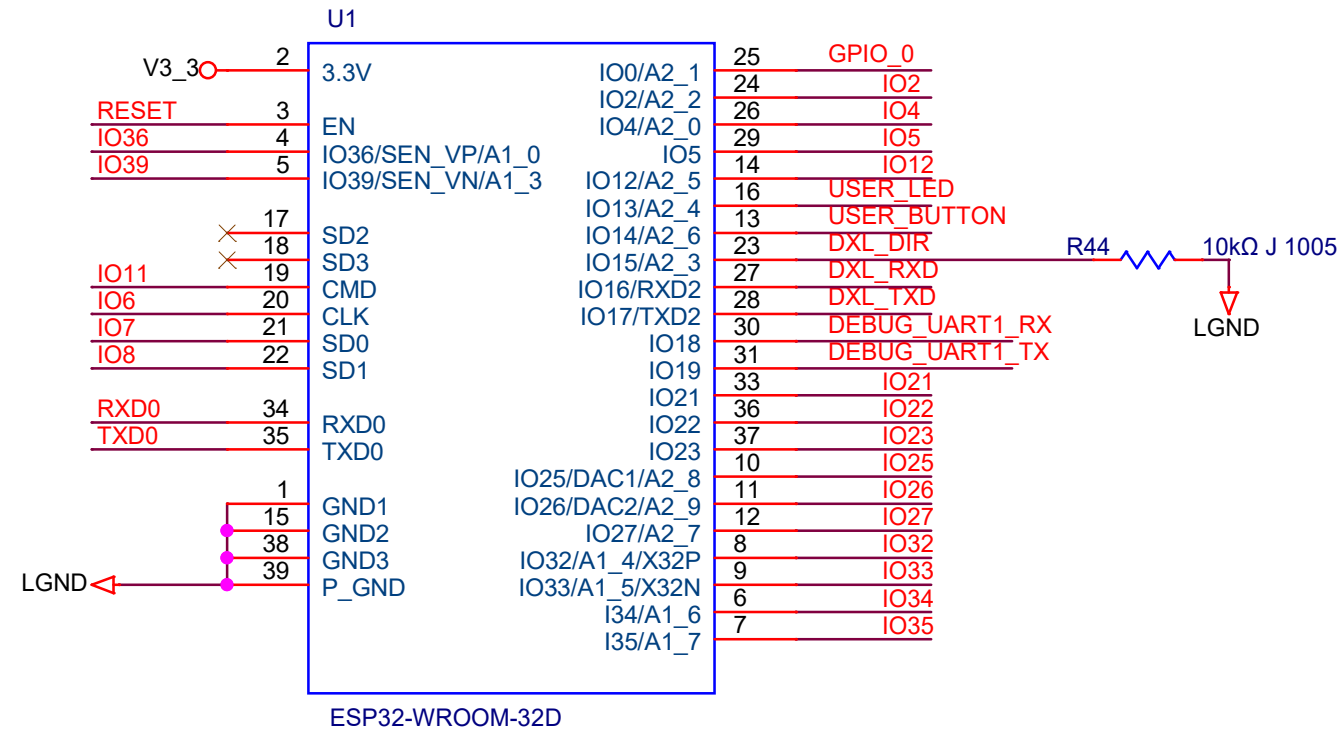 U1
V3_3 2 3.3V
RESET 3 EN
IO36 4 IO36/SEN_VP/A1_0
IO39 5 IO39/SEN_VN/A1_3
17 SD2
18 SD3
IO11 19 CMD
IO6 20 CLK
IO7 21 SD0
IO8 22 SD1
RXD0 34 RXD0
TXD0 35 TXD0
1 GND1
15 GND2
38 GND3
LGND 39 P_GND
IO0/A2_1 25 GPIO_0
IO2/A2_2 24 IO2
IO4/A2_0 26 IO4
IO5 29 IO5
IO12/A2_5 14 IO12
IO13/A2_4 16 USER_LED
IO14/A2_6 13 USER_BUTTON
IO15/A2_3 23 DXL_DIR R44 10kΩ J 1005
LGND
IO16/RXD2 27 DXL_RXD
IO17/TXD2 28 DXL_TXD
IO18 30 DEBUG_UART1_RX
IO19 31 DEBUG_UART1_TX
IO21 33 IO21
IO22 36 IO22
IO23 37 IO23
IO25/DAC1/A2_8 10 IO25
IO26/DAC2/A2_9 11 IO26
IO27/A2_7 12 IO27
IO32/A1_4/X32P 8 IO32
IO33/A1_5/X32N 9 IO33
I34/A1_6 6 IO34
I35/A1_7 7 IO35
ESP32-WROOM-32D